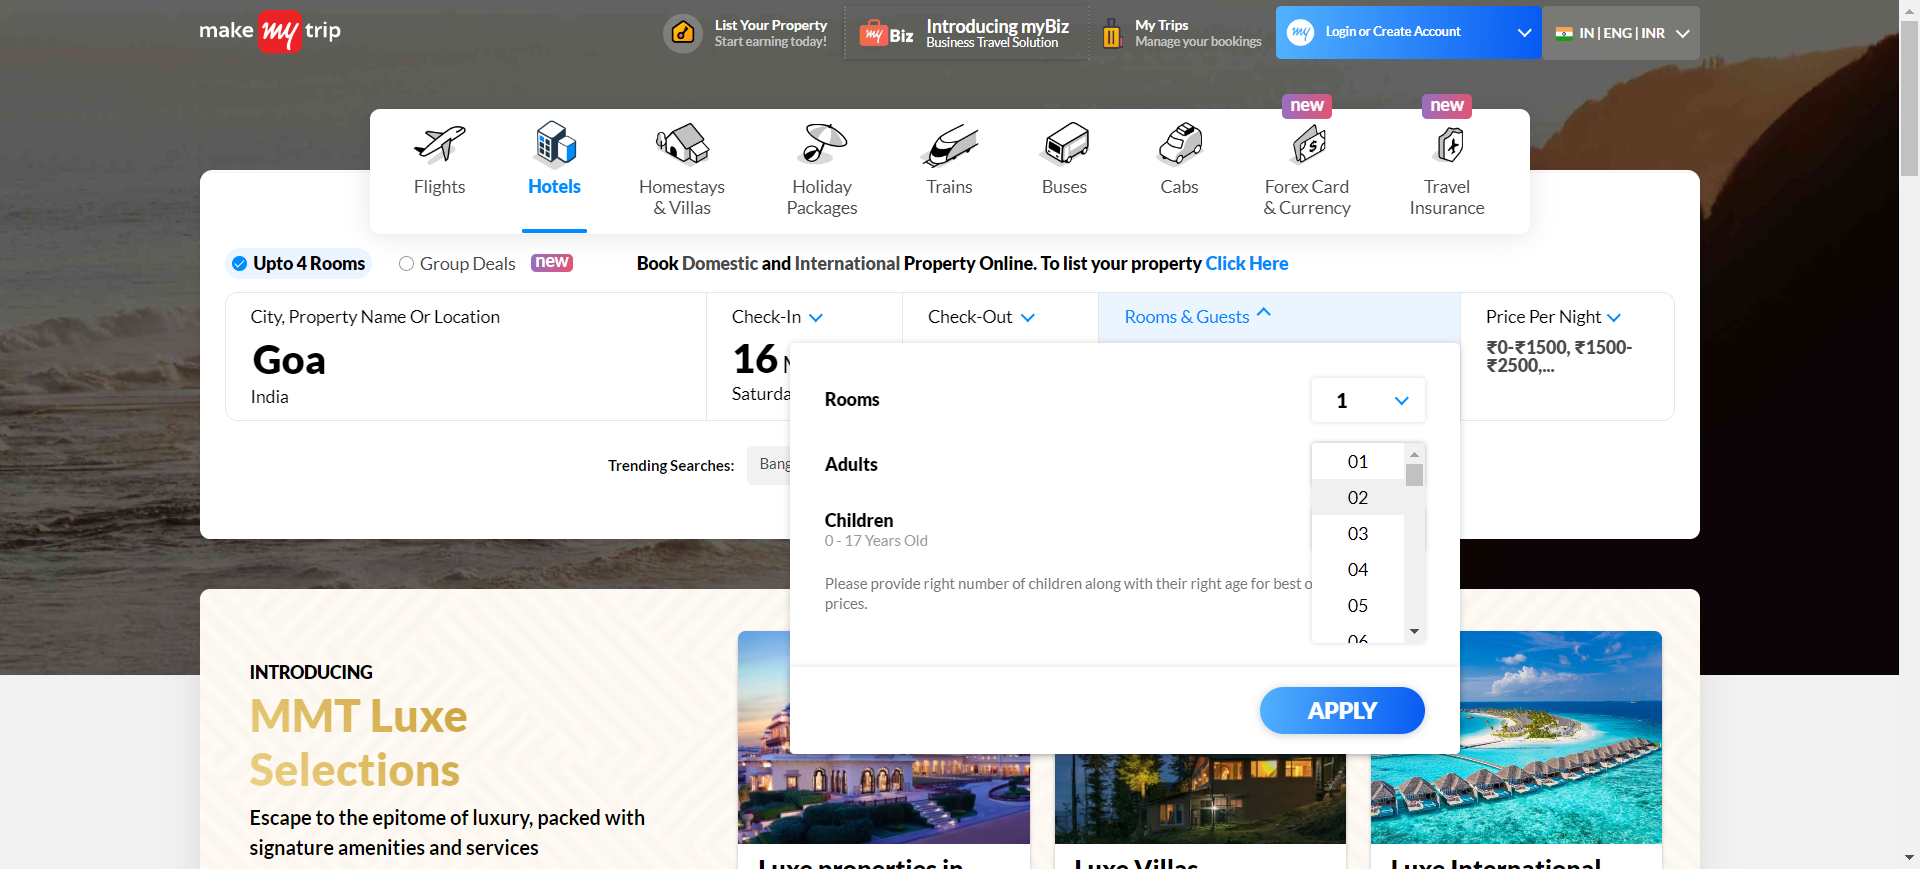 make my trip
List Your Property
Start earning today!
my Biz
Introducing myBiz
Business Travel Solution
My Trips
Manage your bookings
my
Login or Create Account
IN | ENG | INR
new
new
Flights
Hotels
Homestays
& Villas
Holiday
Packages
Trains
Buses
Cabs
Forex Card
& Currency
Travel
Insurance
Upto 4 Rooms
Group Deals
new
Book Domestic and International Property Online. To list your property Click Here
City, Property Name Or Location
Goa
India
Check-In
16
Check-Out
Rooms & Guests
Price Per Night
₹0-₹1500, ₹1500-
₹2500,...
Rooms
1
Adults
01
02
03
04
05
06
Children
0 - 17 Years Old
Please provide right number of children along with their right age for best
prices.
APPLY
Trending Searches:
INTRODUCING
MMT Luxe
Selections
Escape to the epitome of luxury, packed with
signature amenities and services
Luxe properties in
Luxe Villas
Luxe International